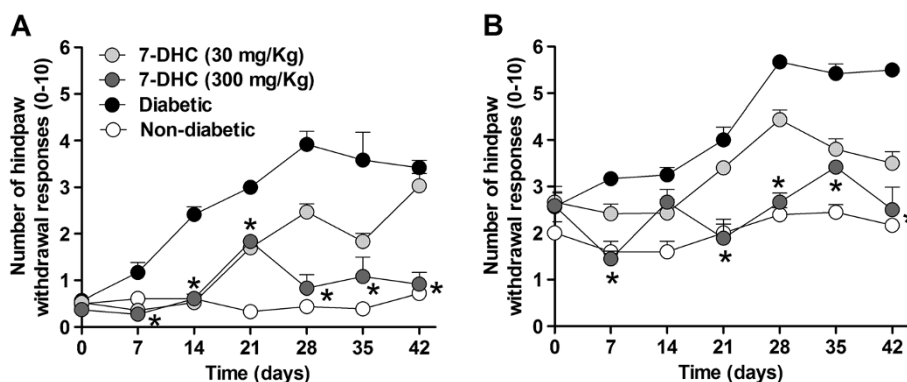 A
Number of hindpaw
withdrawal responses (0-10)
6
5
4
3
2
1
0
7-DHC (30 mg/Kg)
7-DHC (300 mg/Kg)
Diabetic
Non-diabetic
*
*
*
*
*
*
0 7 14 21 28 35 42
Time (days)
B
Number of hindpaw
withdrawal responses (0-10)
6
5
4
3
2
1
0
*
*
*
*
*
0 7 14 21 28 35 42
Time (days)